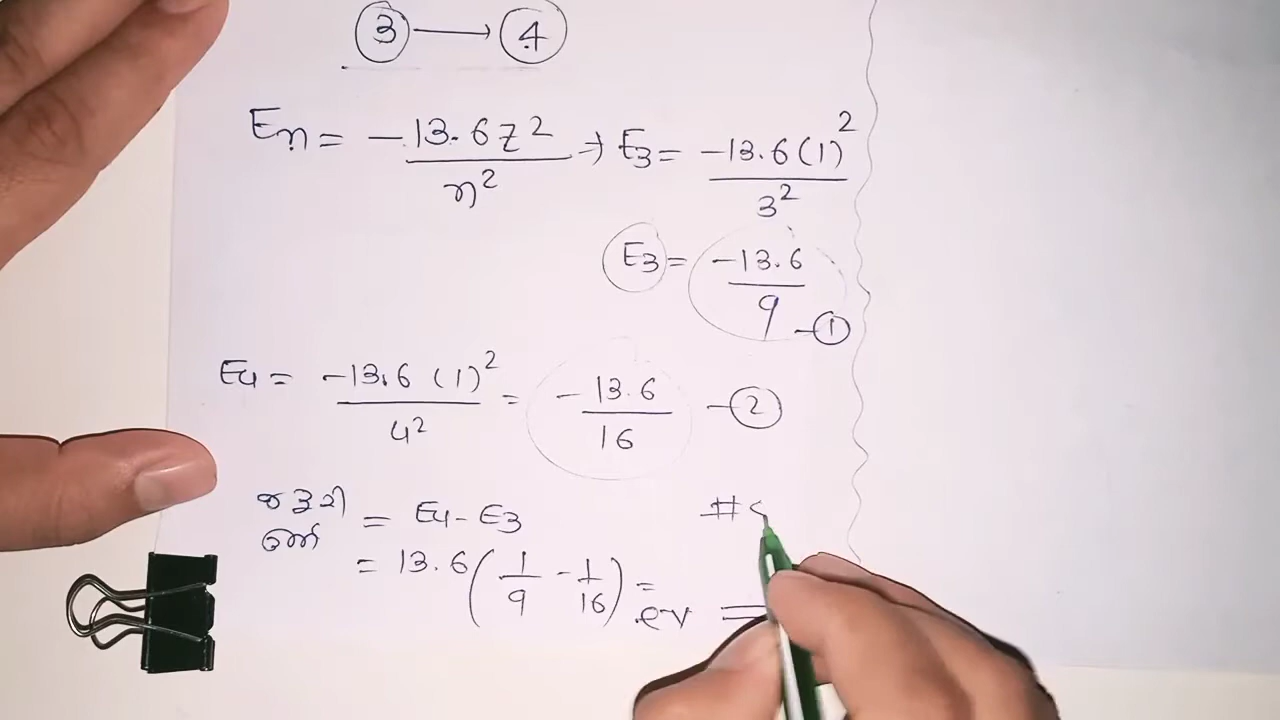 3 → 4
En = -13.6z²/n² → E3 = -13.6(1)²/3²
E3 = -13.6/9 -①
E4 = -13.6 (1)²/4² = -13.6/16 -②
= E4 - E3
= 13.6(1/9 - 1/16) = ev =
#